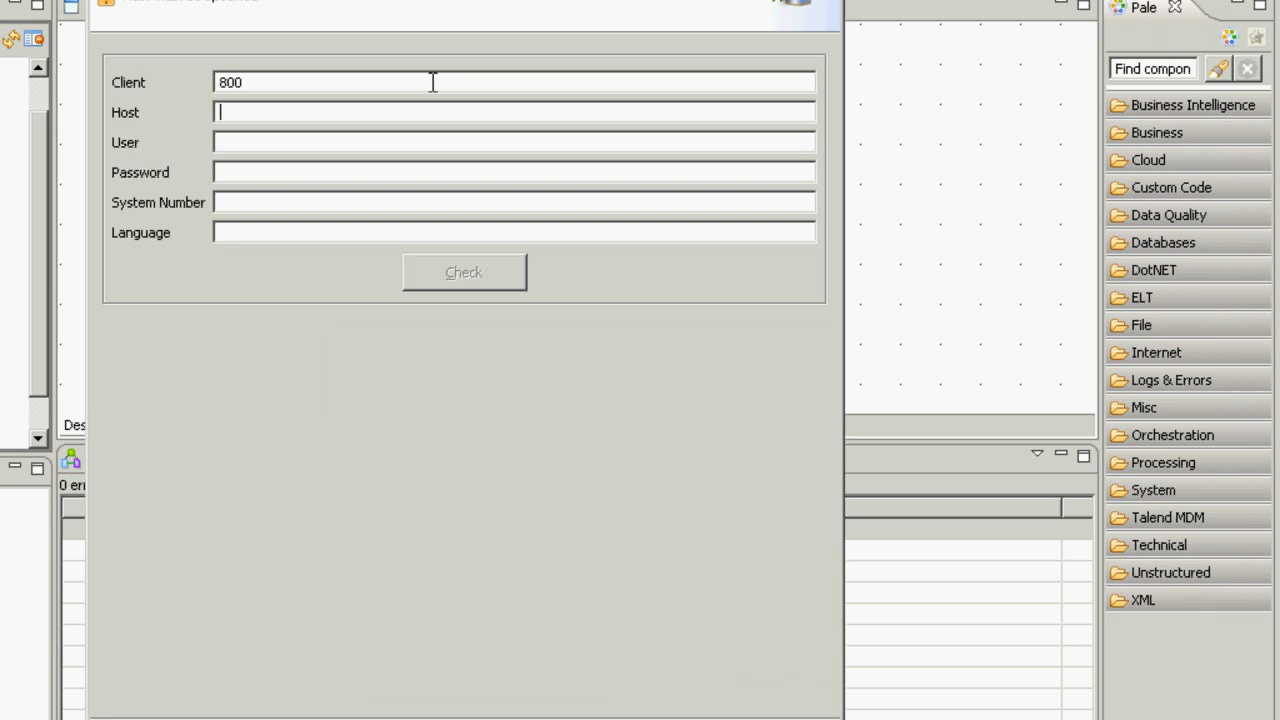 Pale
Find compon
Client
800
Host
User
Password
System Number
Language
Check
Business Intelligence
Business
Cloud
Custom Code
Data Quality
Databases
DotNET
ELT
File
Internet
Logs & Errors
Misc
Orchestration
Processing
System
Talend MDM
Technical
Unstructured
XML
Des
0 err